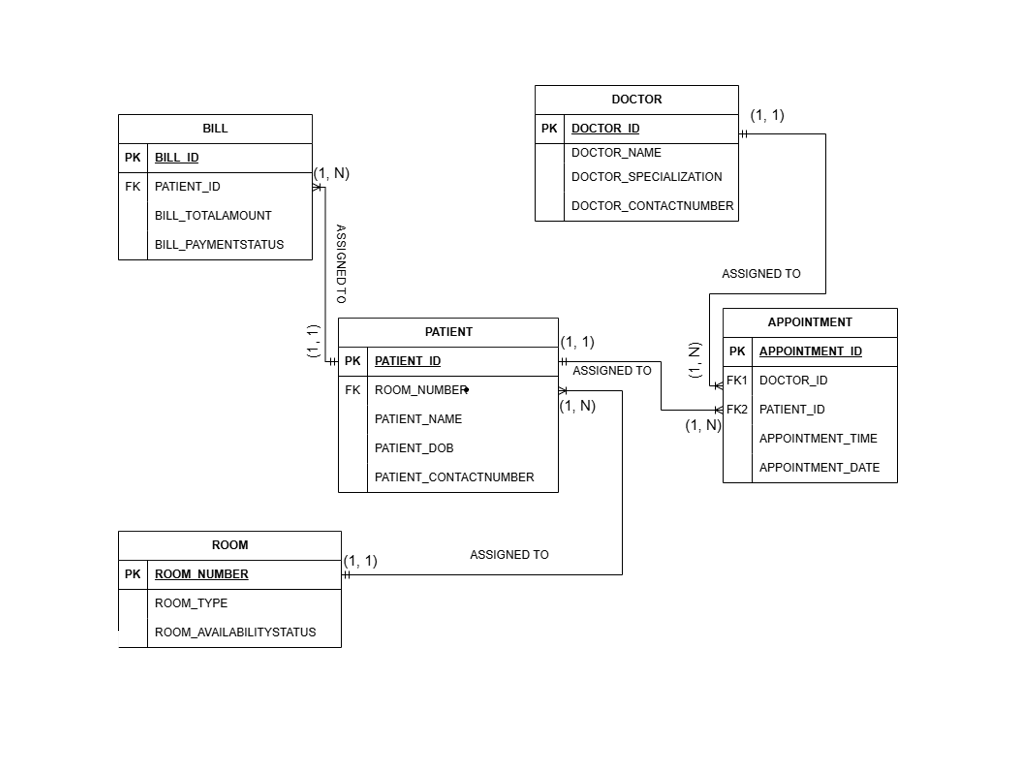 DOCTOR
PK DOCTOR_ID
DOCTOR_NAME
DOCTOR_SPECIALIZATION
DOCTOR_CONTACTNUMBER
(1, 1)
BILL
PK BILL_ID
FK PATIENT_ID
BILL_TOTALAMOUNT
BILL_PAYMENTSTATUS
(1, N)
ASSIGNED TO
(1, 1)
ASSIGNED TO
(1, N)
PATIENT
PK PATIENT_ID
FK ROOM_NUMBER
PATIENT_NAME
PATIENT_DOB
PATIENT_CONTACTNUMBER
(1, 1)
ASSIGNED TO
(1, N)
(1, N)
APPOINTMENT
PK APPOINTMENT_ID
FK1 DOCTOR_ID
FK2 PATIENT_ID
APPOINTMENT_TIME
APPOINTMENT_DATE
ROOM
PK ROOM_NUMBER
ROOM_TYPE
ROOM_AVAILABILITYSTATUS
(1, 1)
ASSIGNED TO